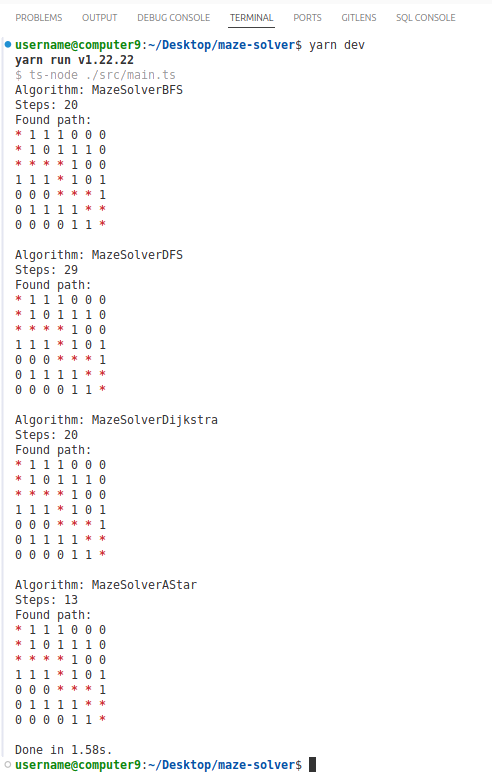 PROBLEMS OUTPUT DEBUG CONSOLE TERMINAL PORTS GITLENS SQL CONSOLE
username@computer9:~/Desktop/maze-solver$ yarn dev
yarn run v1.22.22
$ ts-node ./src/main.ts
Algorithm: MazeSolverBFS
Steps: 20
Found path:
* 1 1 1 0 0 0
* 1 0 1 1 1 0
* * * * 1 0 0
1 1 1 * 1 0 1
0 0 0 * * * 1
0 1 1 1 1 * *
0 0 0 0 1 1 *
Algorithm: MazeSolverDFS
Steps: 29
Found path:
* 1 1 1 0 0 0
* 1 0 1 1 1 0
* * * * 1 0 0
1 1 1 * 1 0 1
0 0 0 * * * 1
0 1 1 1 1 * *
0 0 0 0 1 1 *
Algorithm: MazeSolverDijkstra
Steps: 20
Found path:
* 1 1 1 0 0 0
* 1 0 1 1 1 0
* * * * 1 0 0
1 1 1 * 1 0 1
0 0 0 * * * 1
0 1 1 1 1 * *
0 0 0 0 1 1 *
Algorithm: MazeSolverAStar
Steps: 13
Found path:
* 1 1 1 0 0 0
* 1 0 1 1 1 0
* * * * 1 0 0
1 1 1 * 1 0 1
0 0 0 * * * 1
0 1 1 1 1 * *
0 0 0 0 1 1 *
Done in 1.58s.
username@computer9:~/Desktop/maze-solver$